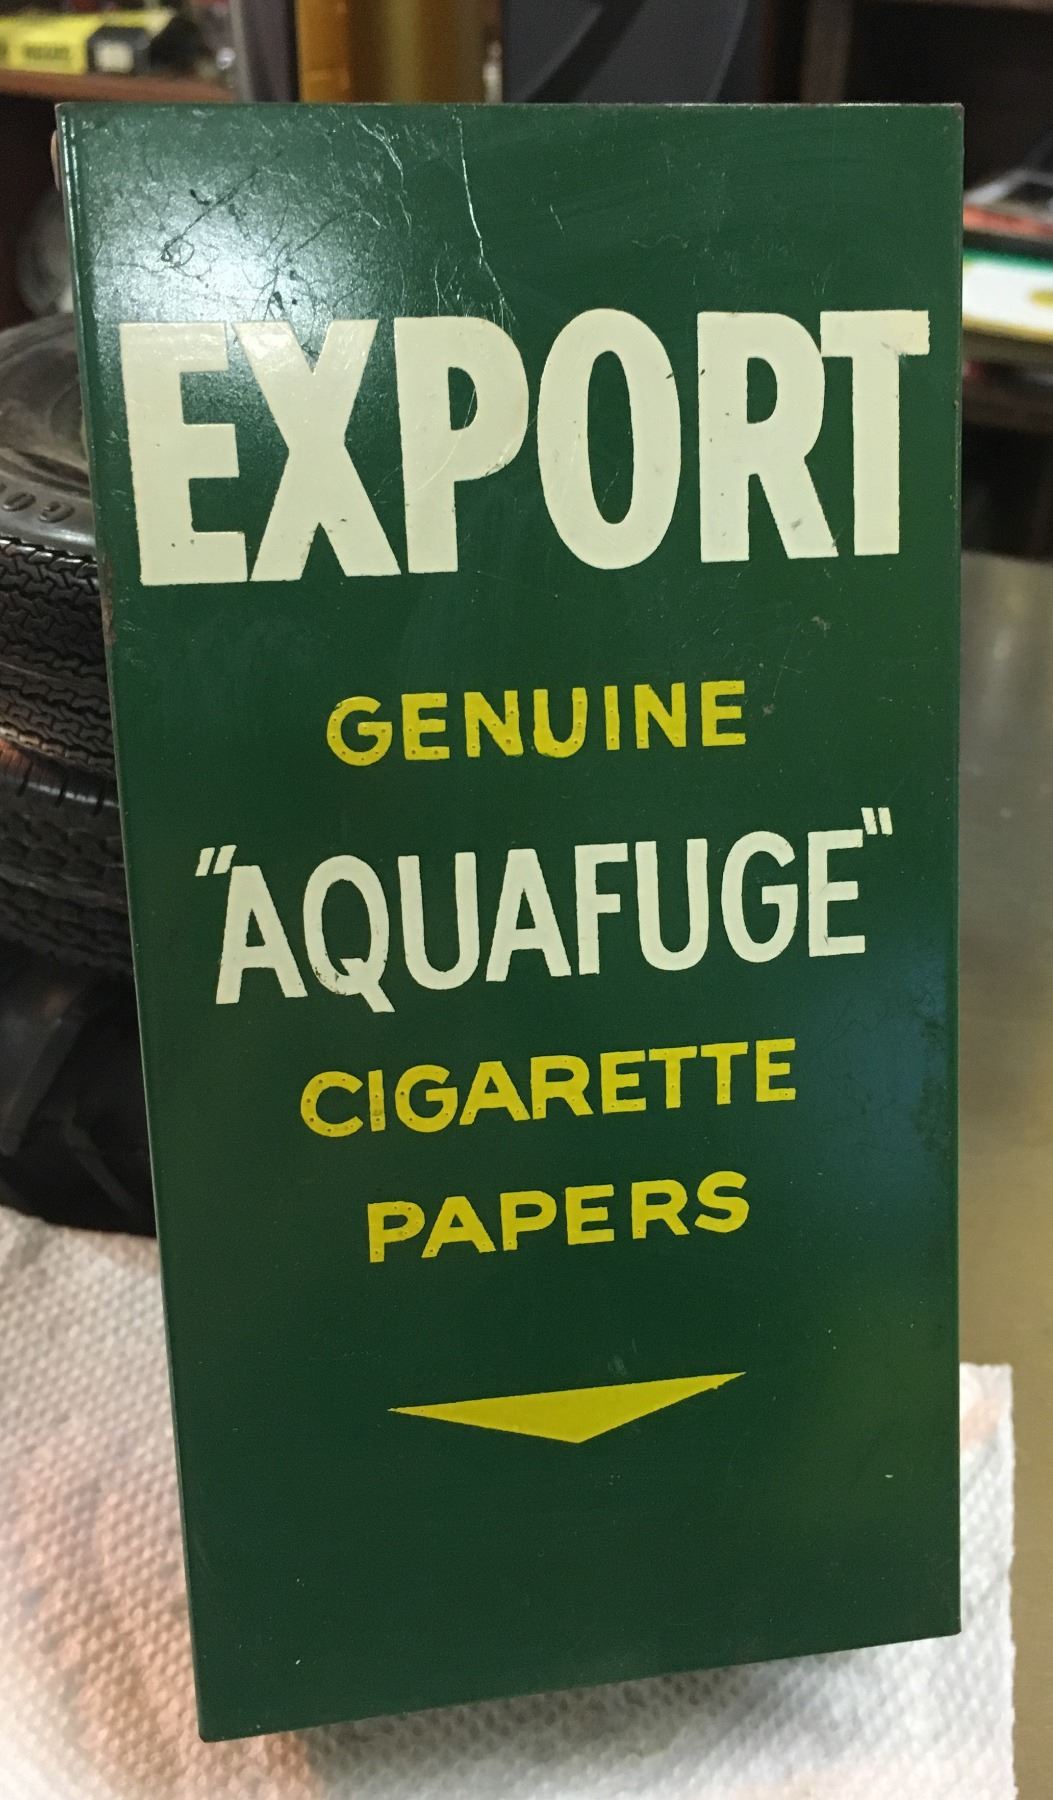 EXPORT
GENUINE
"AQUAFUGE"
CIGARETTE
PAPERS